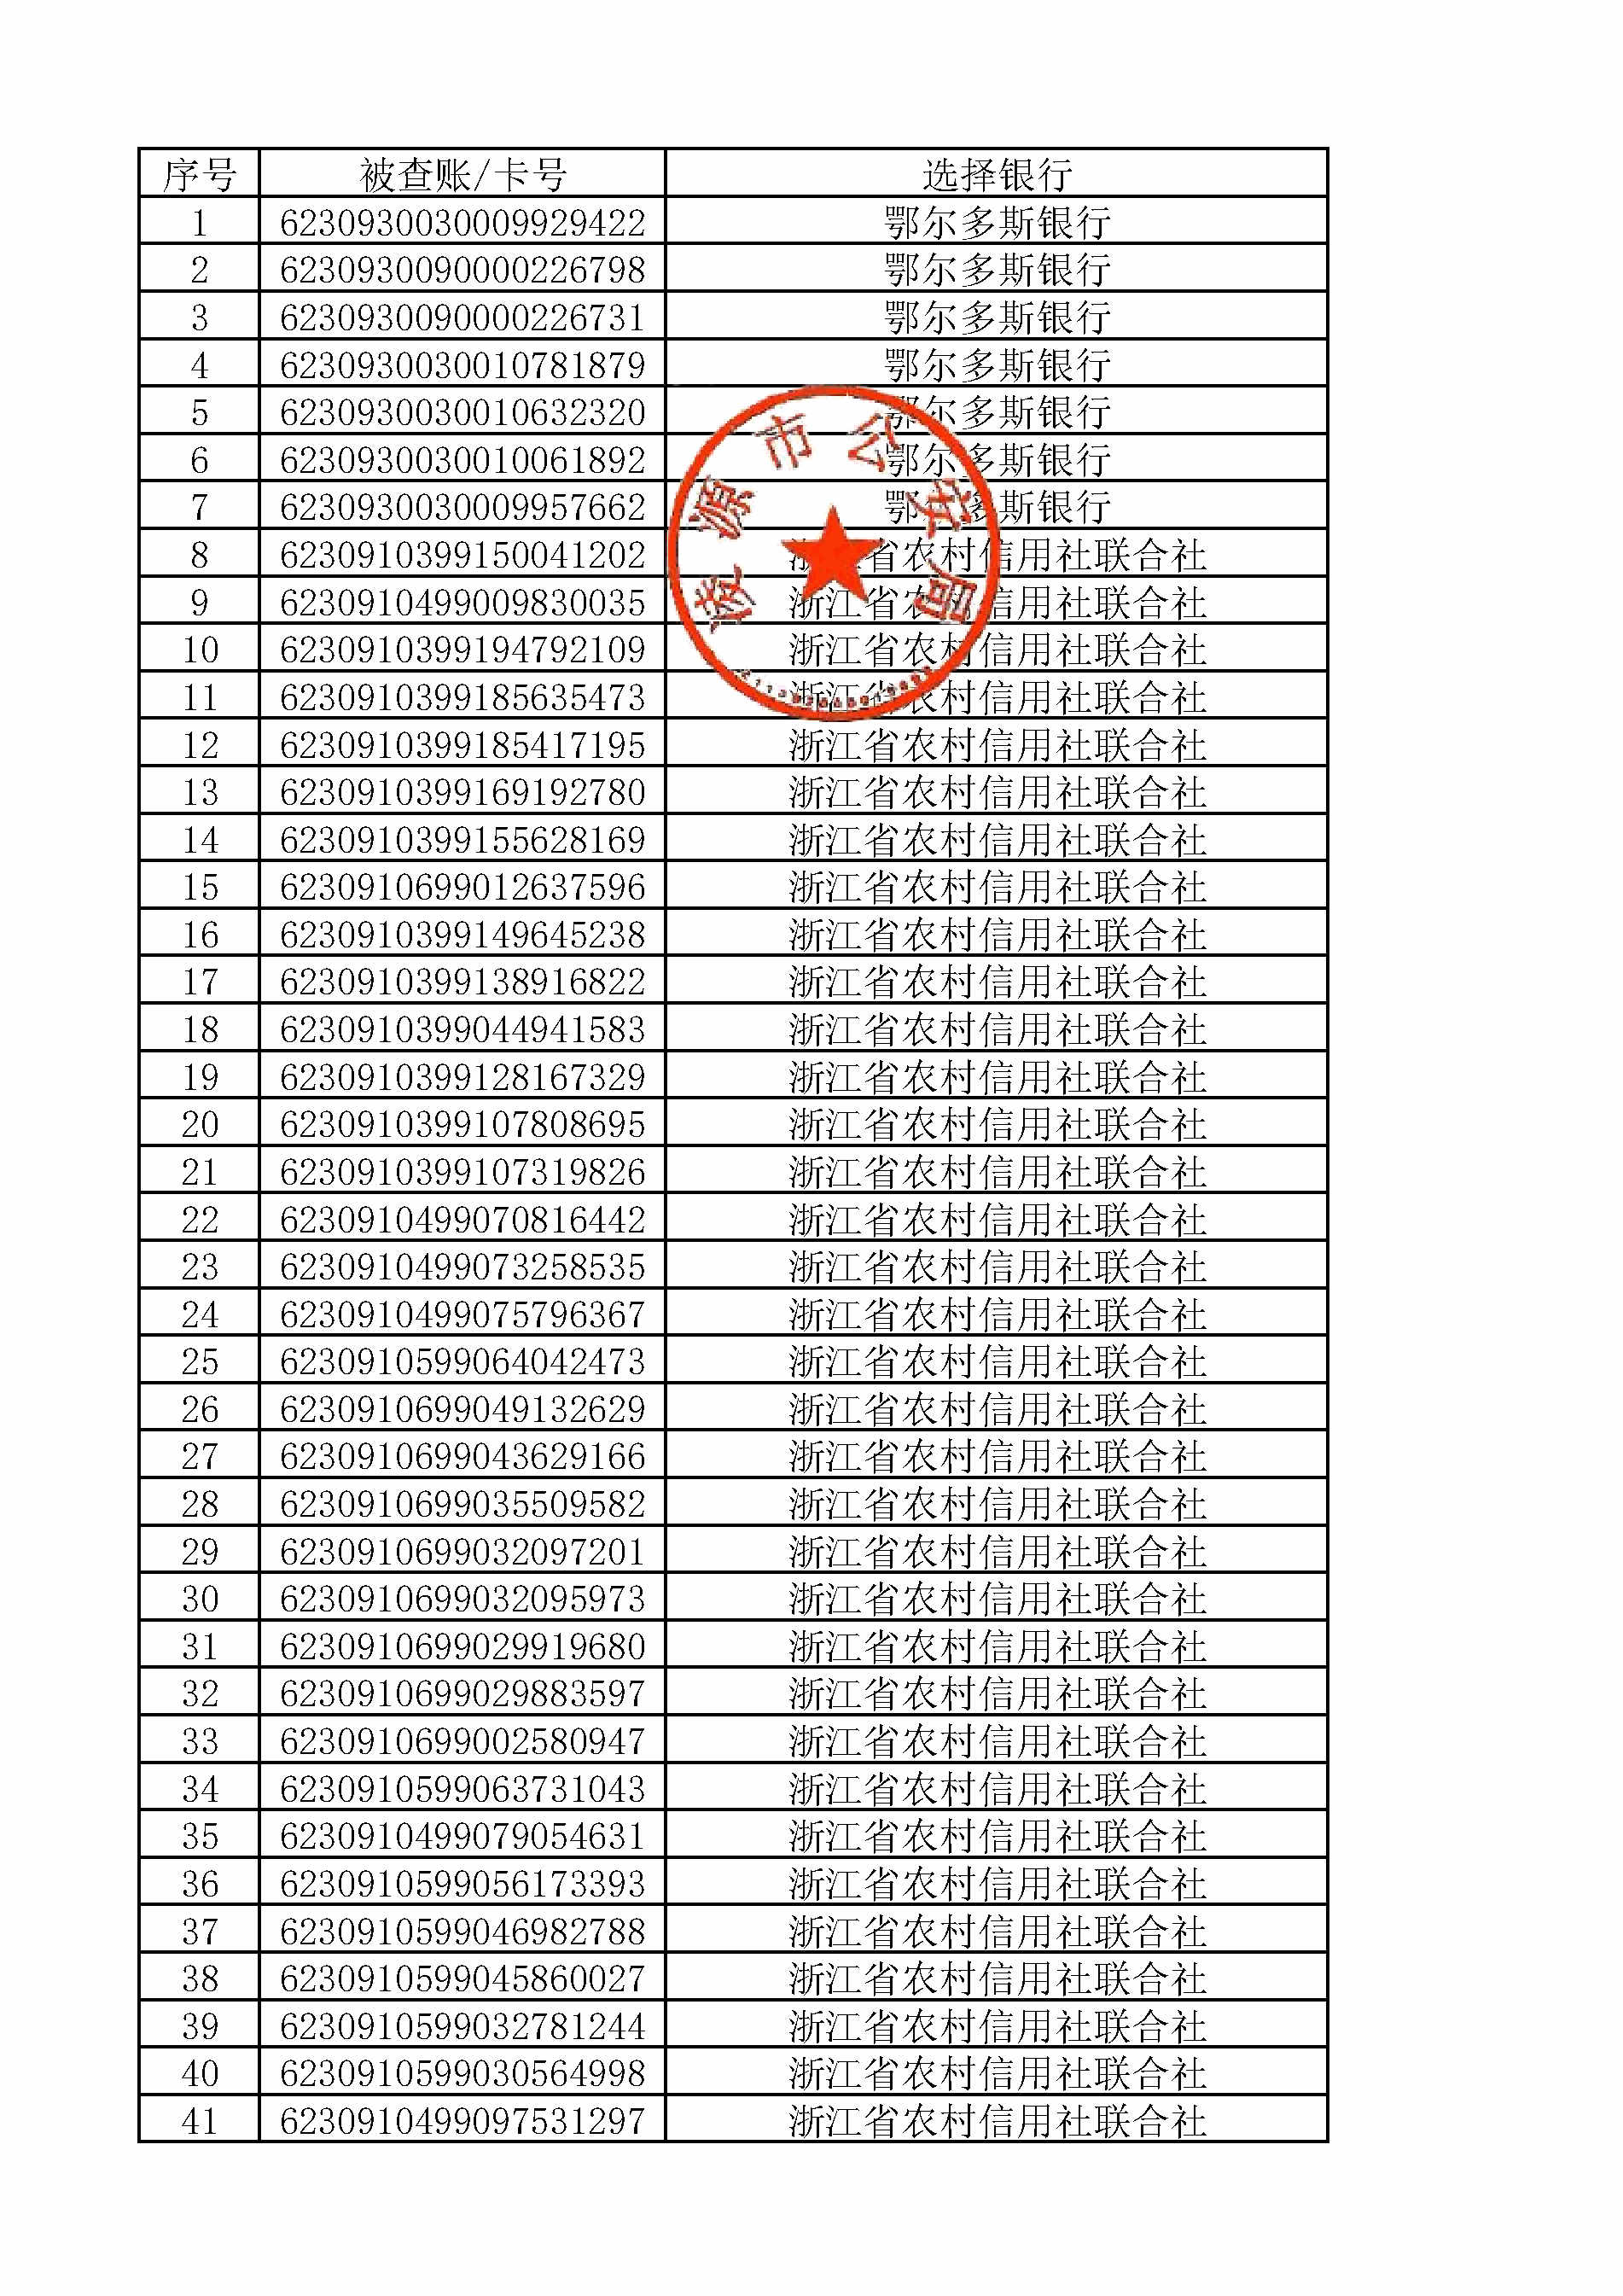 序号 被查账/卡号 选择银行
1 6230930030009929422 鄂尔多斯银行
2 6230930090000226798 鄂尔多斯银行
3 6230930090000226731 鄂尔多斯银行
4 6230930030010781879 鄂尔多斯银行
5 6230930030010632320 鄂尔多斯银行
6 6230930030010061892 鄂尔多斯银行
7 6230930030009957662 鄂尔多斯银行
8 6230910399150041202 浙江省农村信用社联合社
9 6230910499009830035 浙江省农村信用社联合社
10 6230910399194792109 浙江省农村信用社联合社
11 6230910399185635473 浙江省农村信用社联合社
12 6230910399185417195 浙江省农村信用社联合社
13 6230910399169192780 浙江省农村信用社联合社
14 6230910399155628169 浙江省农村信用社联合社
15 6230910699012637596 浙江省农村信用社联合社
16 6230910399149645238 浙江省农村信用社联合社
17 6230910399138916822 浙江省农村信用社联合社
18 6230910399044941583 浙江省农村信用社联合社
19 6230910399128167329 浙江省农村信用社联合社
20 6230910399107808695 浙江省农村信用社联合社
21 6230910399107319826 浙江省农村信用社联合社
22 6230910499070816442 浙江省农村信用社联合社
23 6230910499073258535 浙江省农村信用社联合社
24 6230910499075796367 浙江省农村信用社联合社
25 6230910599064042473 浙江省农村信用社联合社
26 6230910699049132629 浙江省农村信用社联合社
27 6230910699043629166 浙江省农村信用社联合社
28 6230910699035509582 浙江省农村信用社联合社
29 6230910699032097201 浙江省农村信用社联合社
30 6230910699032095973 浙江省农村信用社联合社
31 6230910699029919680 浙江省农村信用社联合社
32 6230910699029883597 浙江省农村信用社联合社
33 6230910699002580947 浙江省农村信用社联合社
34 6230910599063731043 浙江省农村信用社联合社
35 6230910499079054631 浙江省农村信用社联合社
36 6230910599056173393 浙江省农村信用社联合社
37 6230910599046982788 浙江省农村信用社联合社
38 6230910599045860027 浙江省农村信用社联合社
39 6230910599032781244 浙江省农村信用社联合社
40 6230910599030564998 浙江省农村信用社联合社
41 6230910499097531297 浙江省农村信用社联合社
凌源市公安局